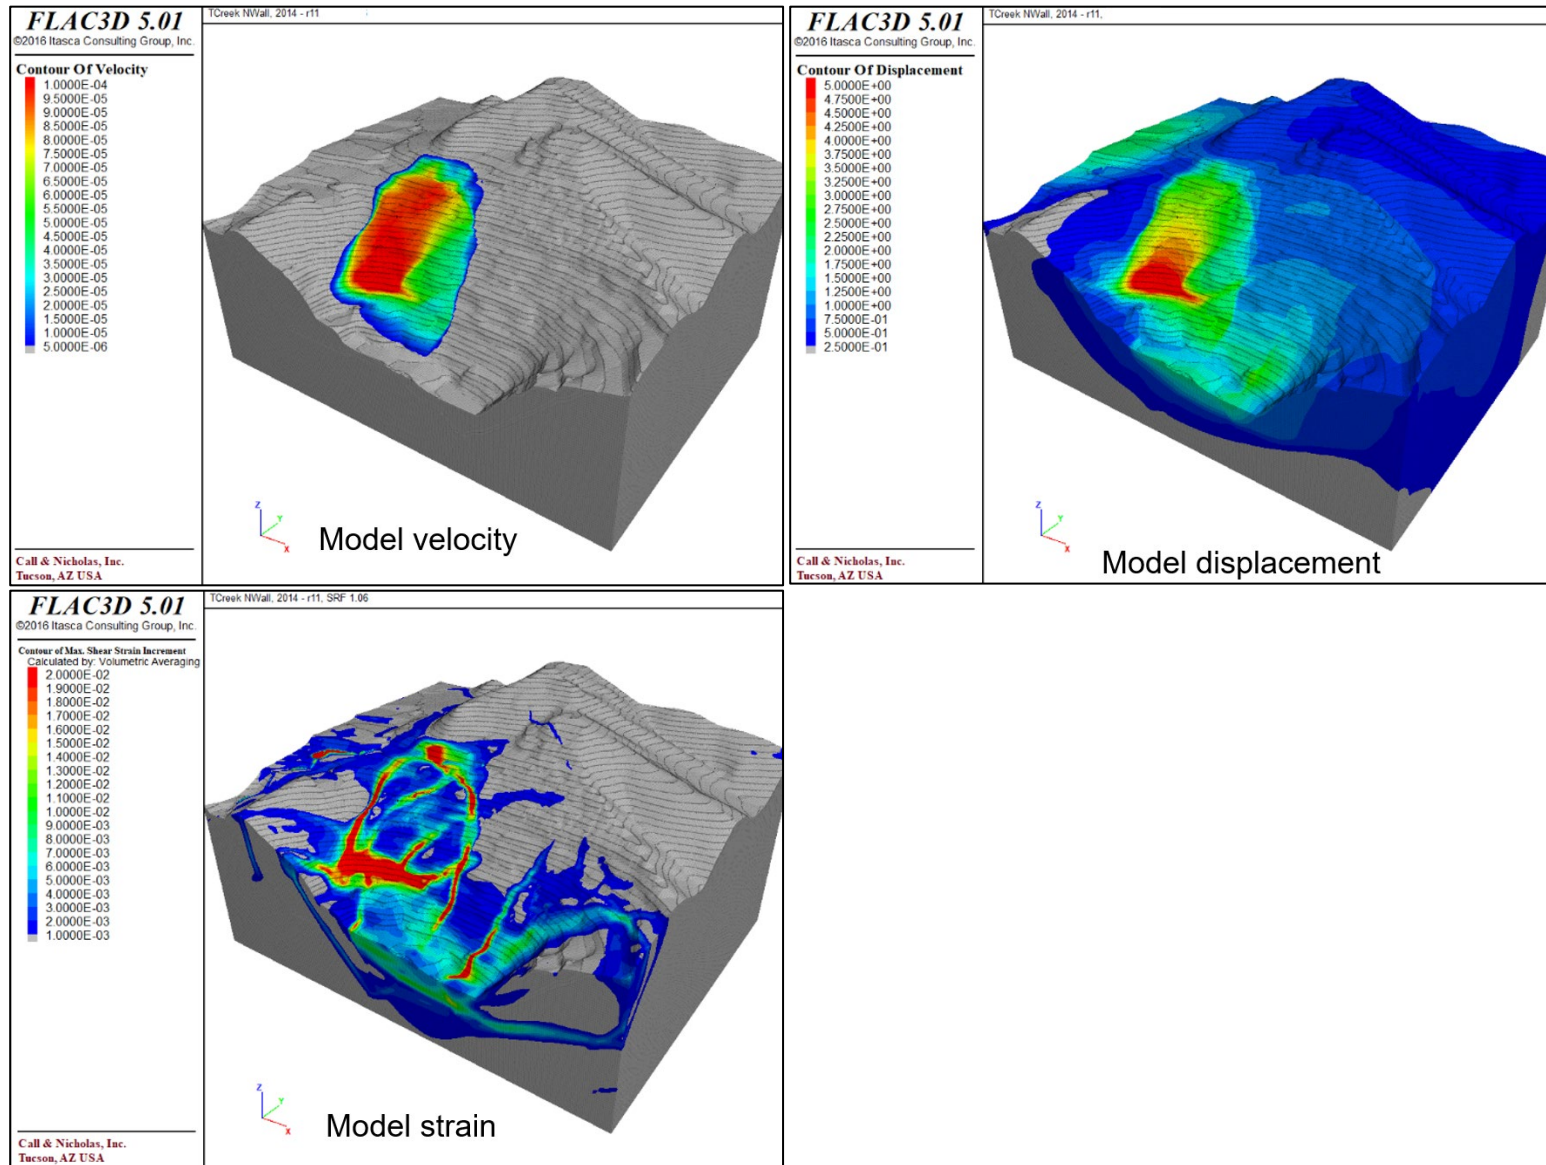 FLAC3D 5.01
©2016 Itasca Consulting Group, Inc.
TCreek NWall, 2014 - r11
Contour Of Velocity
1.0000E-04
9.5000E-05
9.0000E-05
8.5000E-05
8.0000E-05
7.5000E-05
7.0000E-05
6.5000E-05
6.0000E-05
5.5000E-05
5.0000E-05
4.5000E-05
4.0000E-05
3.5000E-05
3.0000E-05
2.5000E-05
2.0000E-05
1.5000E-05
1.0000E-05
5.0000E-06
Z
Y
X
Model velocity
Call & Nicholas, Inc.
Tucson, AZ USA
FLAC3D 5.01
©2016 Itasca Consulting Group, Inc.
TCreek NWall, 2014 - r11,
Contour Of Displacement
5.0000E+00
4.7500E+00
4.5000E+00
4.2500E+00
4.0000E+00
3.7500E+00
3.5000E+00
3.2500E+00
3.0000E+00
2.7500E+00
2.5000E+00
2.2500E+00
2.0000E+00
1.7500E+00
1.5000E+00
1.2500E+00
1.0000E+00
7.5000E-01
5.0000E-01
2.5000E-01
Z
Y
X
Model displacement
Call & Nicholas, Inc.
Tucson, AZ USA
FLAC3D 5.01
©2016 Itasca Consulting Group, Inc.
TCreek NWall, 2014 - r11, SRF 1.06
Contour of Max. Shear Strain Increment
Calculated by: Volumetric Averaging
2.0000E-02
1.9000E-02
1.8000E-02
1.7000E-02
1.6000E-02
1.5000E-02
1.4000E-02
1.3000E-02
1.2000E-02
1.1000E-02
1.0000E-02
9.0000E-03
8.0000E-03
7.0000E-03
6.0000E-03
5.0000E-03
4.0000E-03
3.0000E-03
2.0000E-03
1.0000E-03
Z
Y
X
Model strain
Call & Nicholas, Inc.
Tucson, AZ USA